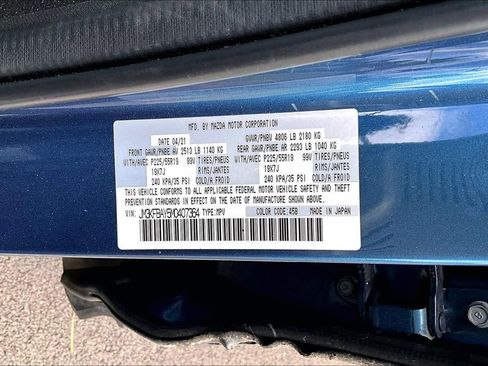 MFD. BY MAZDA MOTOR CORPORATION
DATE 04/21 GVWR/PNBV 4806 LB 2180 KG
FRONT GAWR/PNBE AV 2513 LB 1140 KG REAR GAWR/PNBE AR 2293 LB 1040 KG
WITH/AVEC P225/55R19 99V TIRES/PNEUS WITH/AVEC P225/55R19 99V TIRES/PNEUS
19X7J RIMS/JANTES 19X7J RIMS/JANTES
240 KPA/35 PSI COLD/A FROID 240 KPA/35 PSI COLD/A FROID
THIS VEHICLE CONFORMS TO ALL APPLICABLE FEDERAL MOTOR VEHICLE SAFETY, BUMPER, AND THEFT
PREVENTION STANDARDS IN EFFECT ON THE DATE OF MANUFACTURE SHOWN ABOVE.
VIN: JM3KFBAY5M0407364 TYPE: MPV COLOR CODE: 45B MADE IN JAPAN